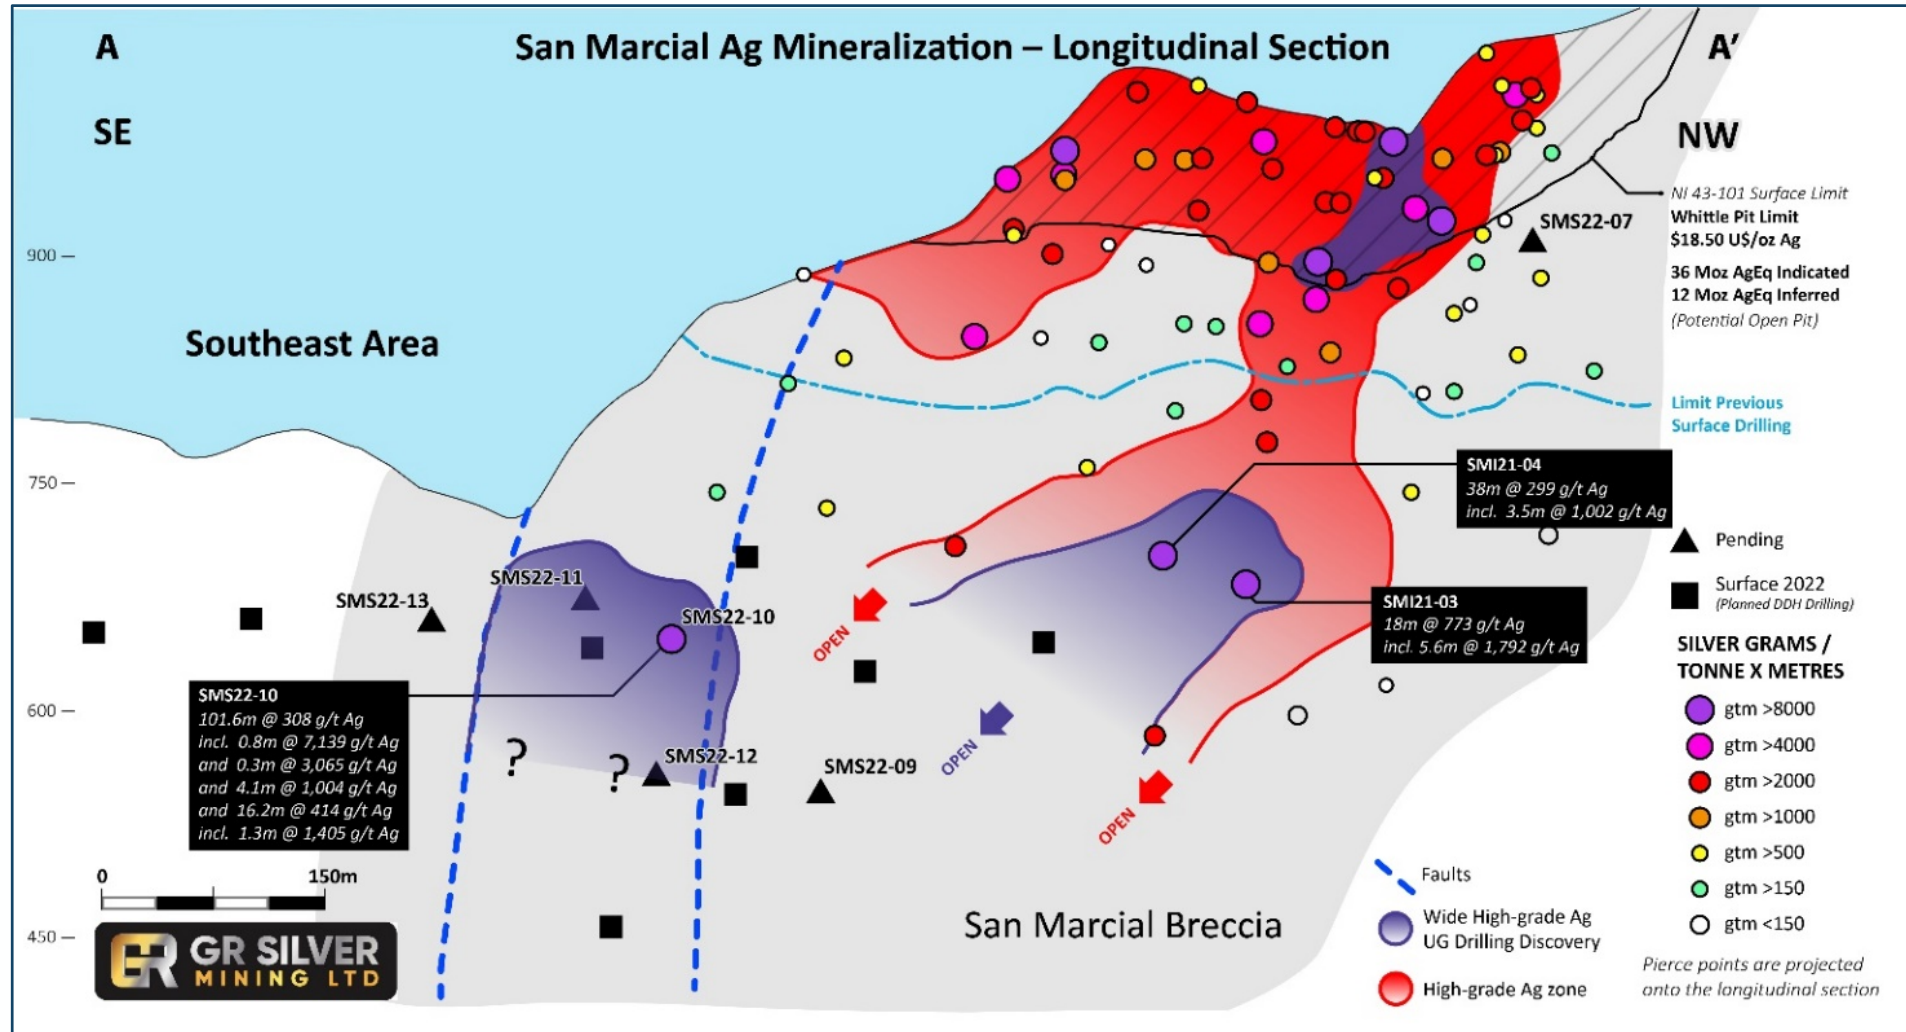 A
San Marcial Ag Mineralization – Longitudinal Section
A'
SE
NW
NI 43-101 Surface Limit
Whittle Pit Limit
$18.50 U$/oz Ag
36 Moz AgEq Indicated
12 Moz AgEq Inferred
(Potential Open Pit)
SMS22-07
900
Southeast Area
Limit Previous
Surface Drilling
750
SMI21-04
38m @ 299 g/t Ag
incl. 3.5m @ 1,002 g/t Ag
Pending
Surface 2022
(Planned DDH Drilling)
SMS22-11
SMS22-13
SMS22-10
OPEN
SMI21-03
18m @ 773 g/t Ag
incl. 5.6m @ 1,792 g/t Ag
SILVER GRAMS /
TONNE X METRES
gtm >8000
gtm >4000
gtm >2000
gtm >1000
gtm >500
gtm >150
gtm <150
Pierce points are projected
onto the longitudinal section
600
SMS22-10
101.6m @ 308 g/t Ag
incl. 0.8m @ 7,139 g/t Ag
and 0.3m @ 3,065 g/t Ag
and 4.1m @ 1,004 g/t Ag
and 16.2m @ 414 g/t Ag
incl. 1.3m @ 1,405 g/t Ag
?
?
SMS22-12
SMS22-09
OPEN
OPEN
0
150m
Faults
Wide High-grade Ag
UG Drilling Discovery
High-grade Ag zone
San Marcial Breccia
450
GR SILVER
MINING LTD